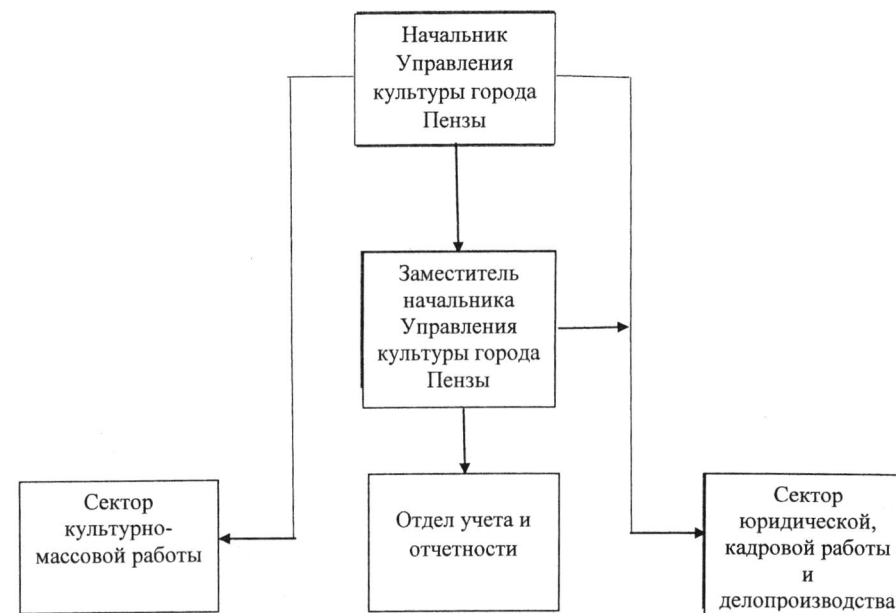 Начальник
Управления
культуры города
Пензы
Заместитель
начальника
Управления
культуры города
Пензы
Сектор
культурно-
массовой работы
Отдел учета и
отчетности
Сектор
юридической,
кадровой работы
и
делопроизводства